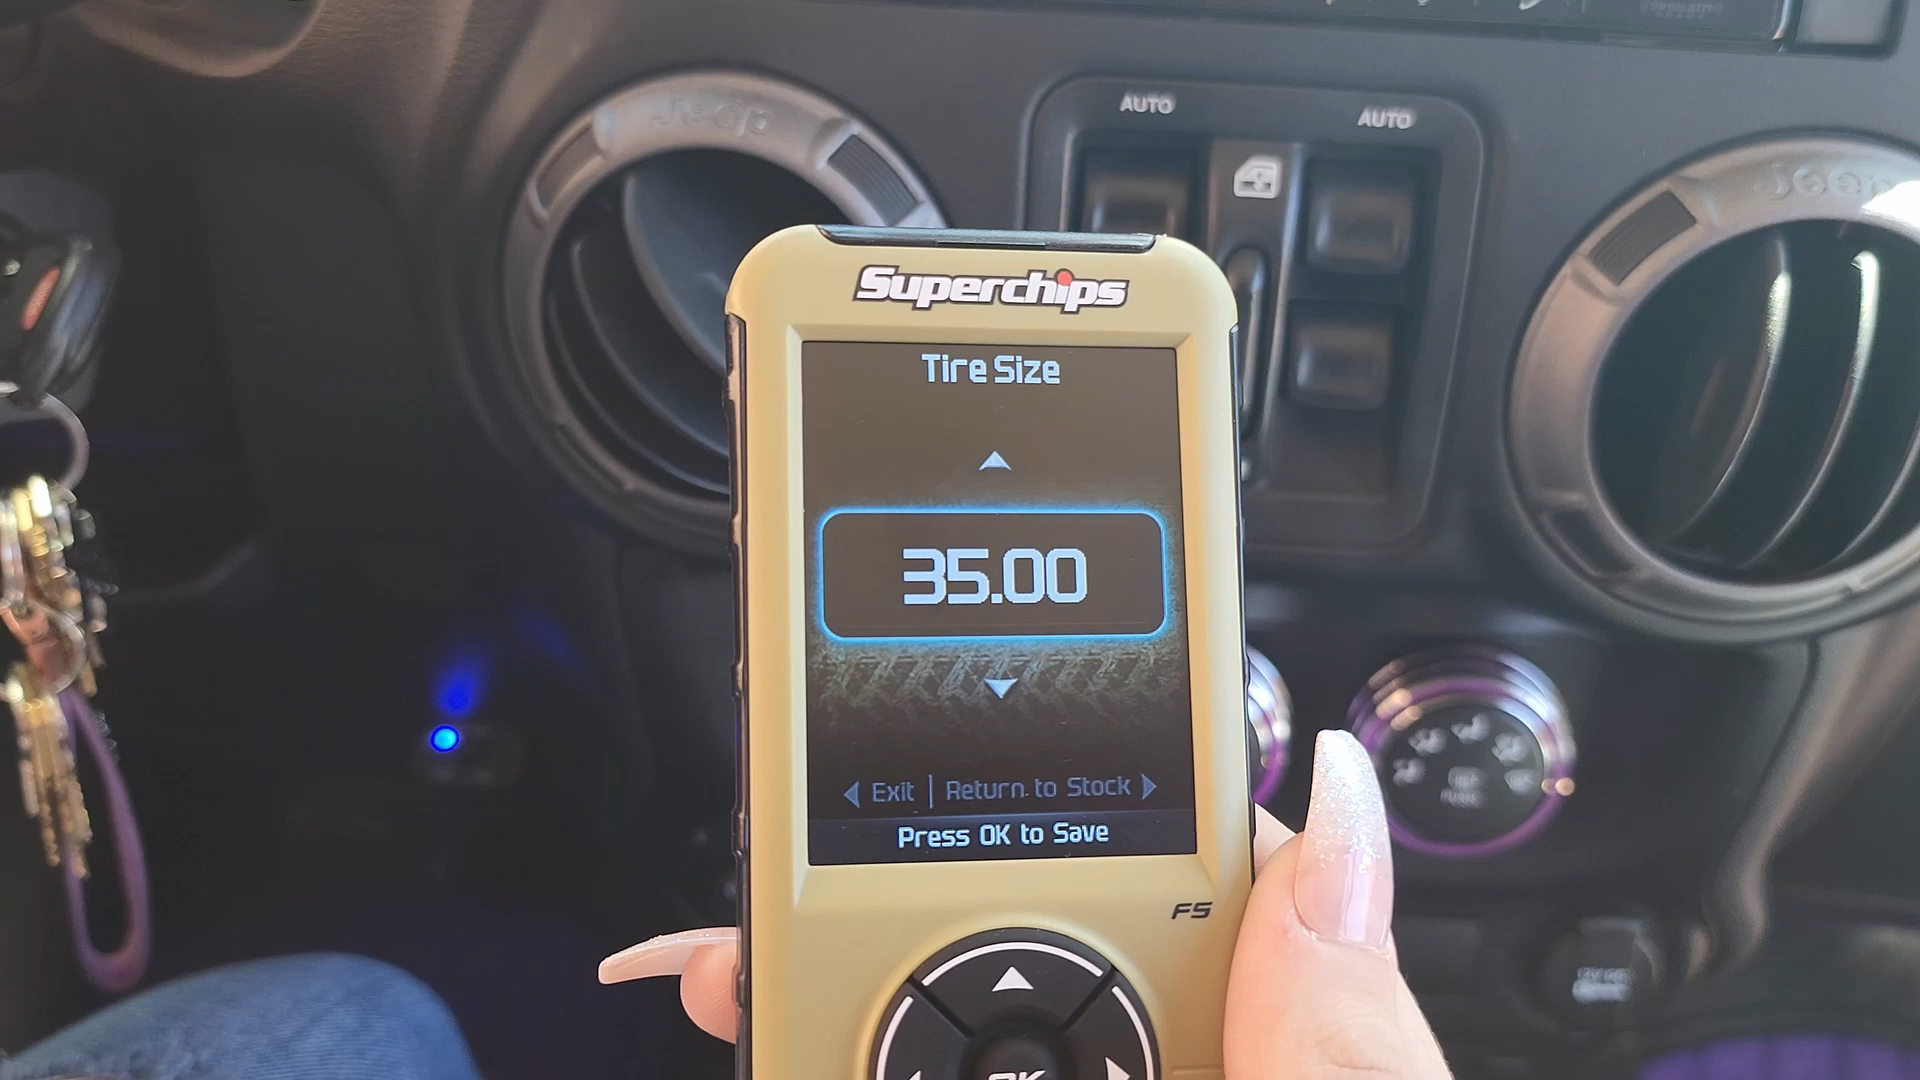 Jeep
AUTO
AUTO
Jeep
Superchips
Tire Size
35.00
Exit | Return to Stock
Press OK to Save
F5
OK